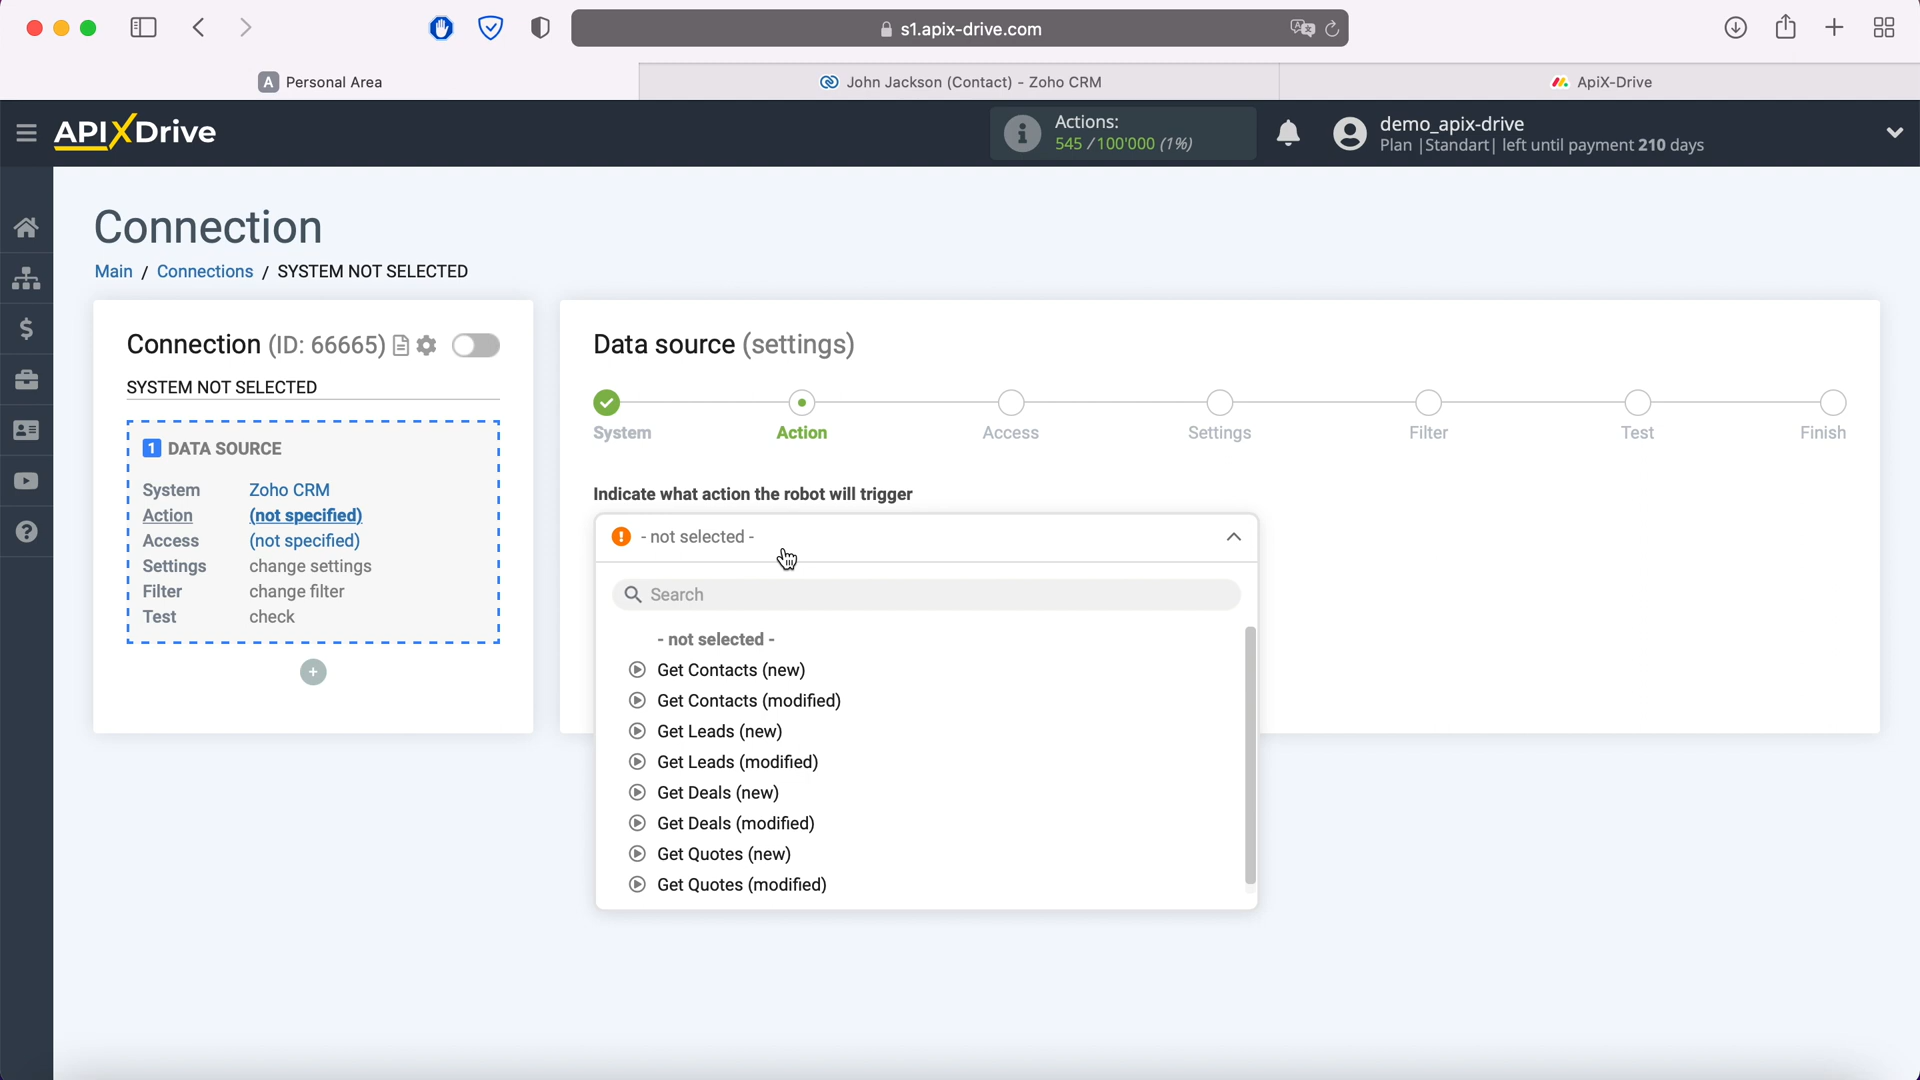 s1.apix-drive.com
A Personal Area
John Jackson (Contact) - Zoho CRM
ApiX-Drive
APIXDrive
Actions:
545 / 100'000 (1%)
demo_apix-drive
Plan |Standart| left until payment 210 days
Connection
Main / Connections / SYSTEM NOT SELECTED
Connection (ID: 66665)
SYSTEM NOT SELECTED
1 DATA SOURCE
System Zoho CRM
Action (not specified)
Access (not specified)
Settings change settings
Filter change filter
Test check
+
Data source (settings)
System Action Access Settings Filter Test Finish
Indicate what action the robot will trigger
- not selected -
Search
- not selected -
Get Contacts (new)
Get Contacts (modified)
Get Leads (new)
Get Leads (modified)
Get Deals (new)
Get Deals (modified)
Get Quotes (new)
Get Quotes (modified)